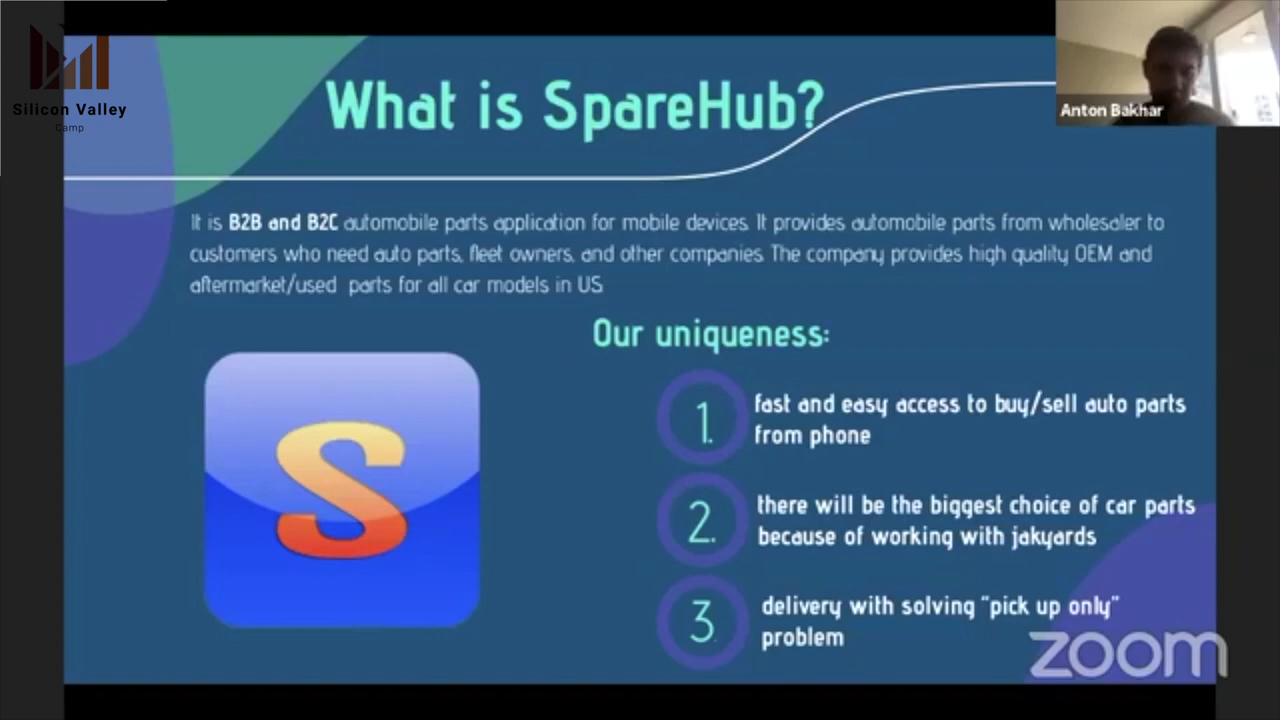 Silicon Valley
Camp
What is SpareHub?
Anton Bakhar
It is B2B and B2C automobile parts application for mobile devices. It provides automobile parts from wholesaler to
customers who need auto parts, fleet owners, and other companies. The company provides high quality OEM and
aftermarket/used parts for all car models in US
S
Our uniqueness:
1.
fast and easy access to buy/sell auto parts
from phone
2.
there will be the biggest choice of car parts
because of working with jakyards
3.
delivery with solving "pick up only"
problem
zoom